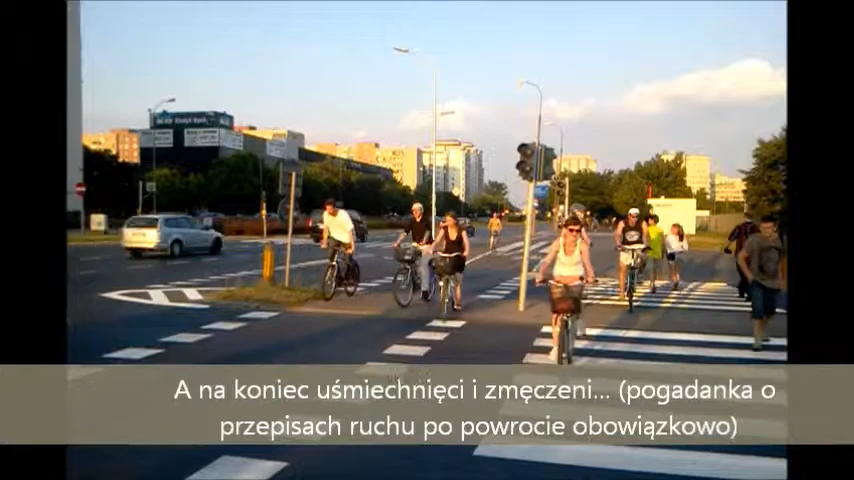 A na koniec uśmiechnięci i zmęczeni... (pogadanka o
przepisach ruchu po powrocie obowiązkowo)